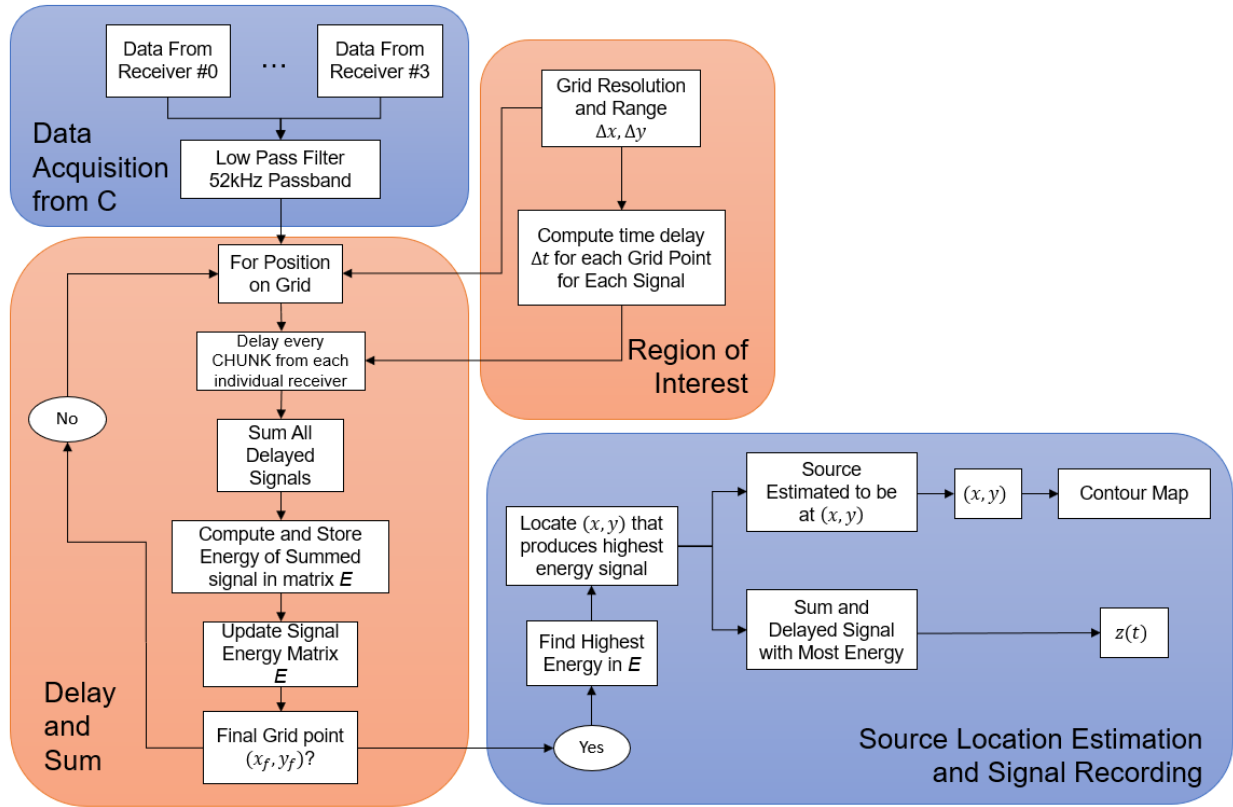 Data From
Receiver #0
...
Data From
Receiver #3
Low Pass Filter
52kHz Passband
Data
Acquisition
from C
Grid Resolution
and Range
Δx, Δy
Compute time delay
Δt for each Grid Point
for Each Signal
Region of
Interest
For Position
on Grid
Delay every
CHUNK from each
individual receiver
No
Sum All
Delayed
Signals
Compute and Store
Energy of Summed
signal in matrix E
Update Signal
Energy Matrix
E
Final Grid point
(x_f, y_f)?
Delay
and
Sum
Yes
Find Highest
Energy in E
Locate (x, y) that
produces highest
energy signal
Source
Estimated to be
at (x, y)
(x, y)
Contour Map
Sum and
Delayed Signal
with Most Energy
z(t)
Source Location Estimation
and Signal Recording